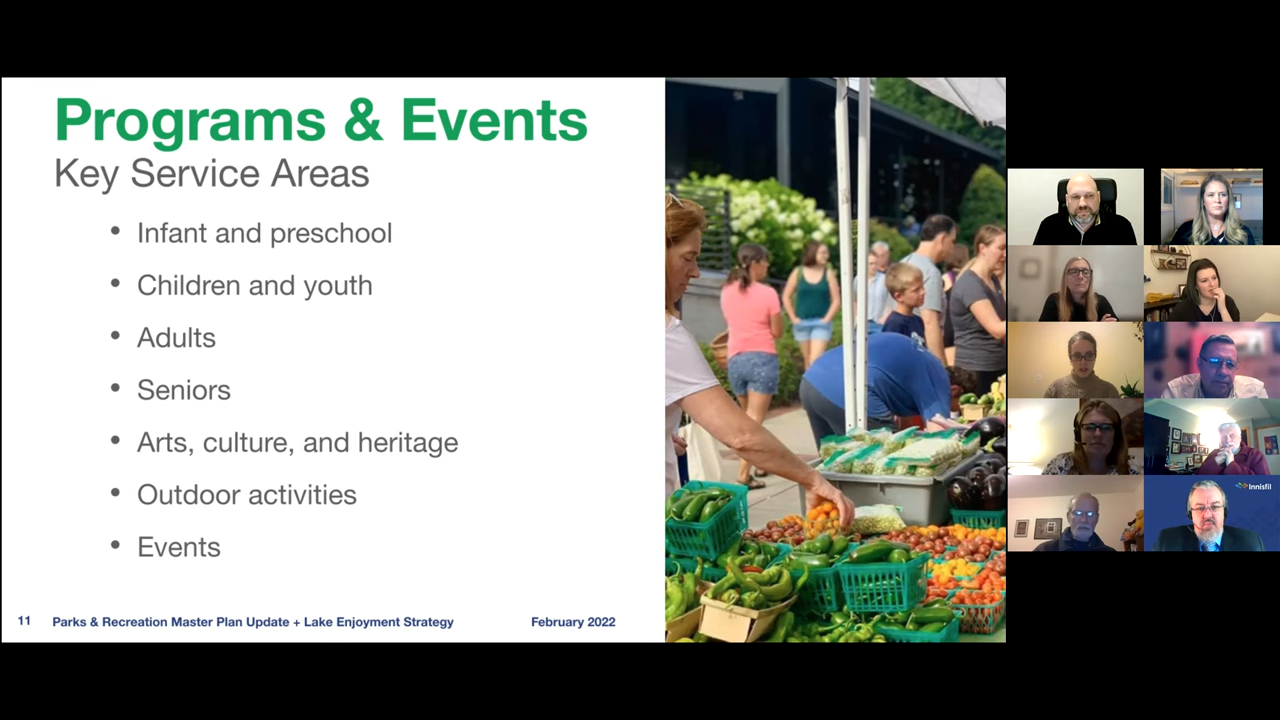 Programs & Events
Key Service Areas
• Infant and preschool
• Children and youth
• Adults
• Seniors
• Arts, culture, and heritage
• Outdoor activities
• Events
11 Parks & Recreation Master Plan Update + Lake Enjoyment Strategy February 2022
Innisfil